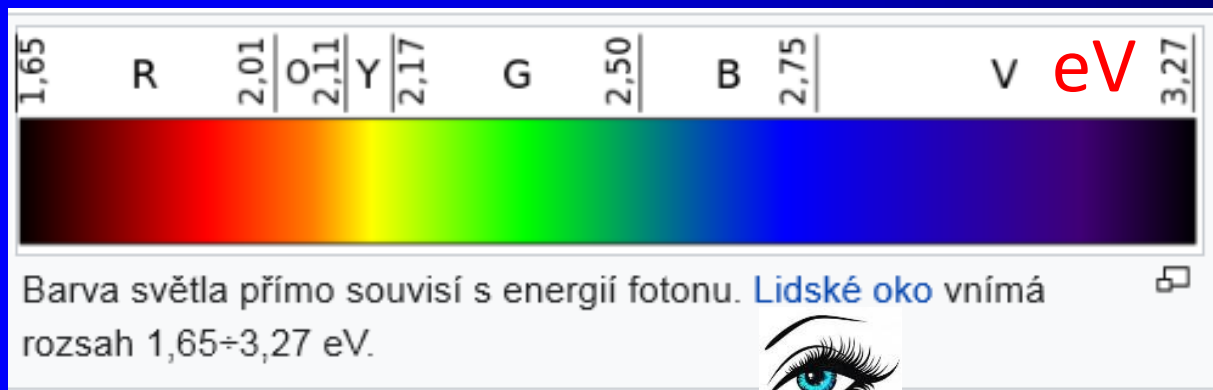 1,65 R 2,01 O 2,11 Y 2,17 G 2,50 B 2,75 V eV 3,27
Barva světla přímo souvisí s energií fotonu. Lidské oko vnímá
rozsah 1,65÷3,27 eV.